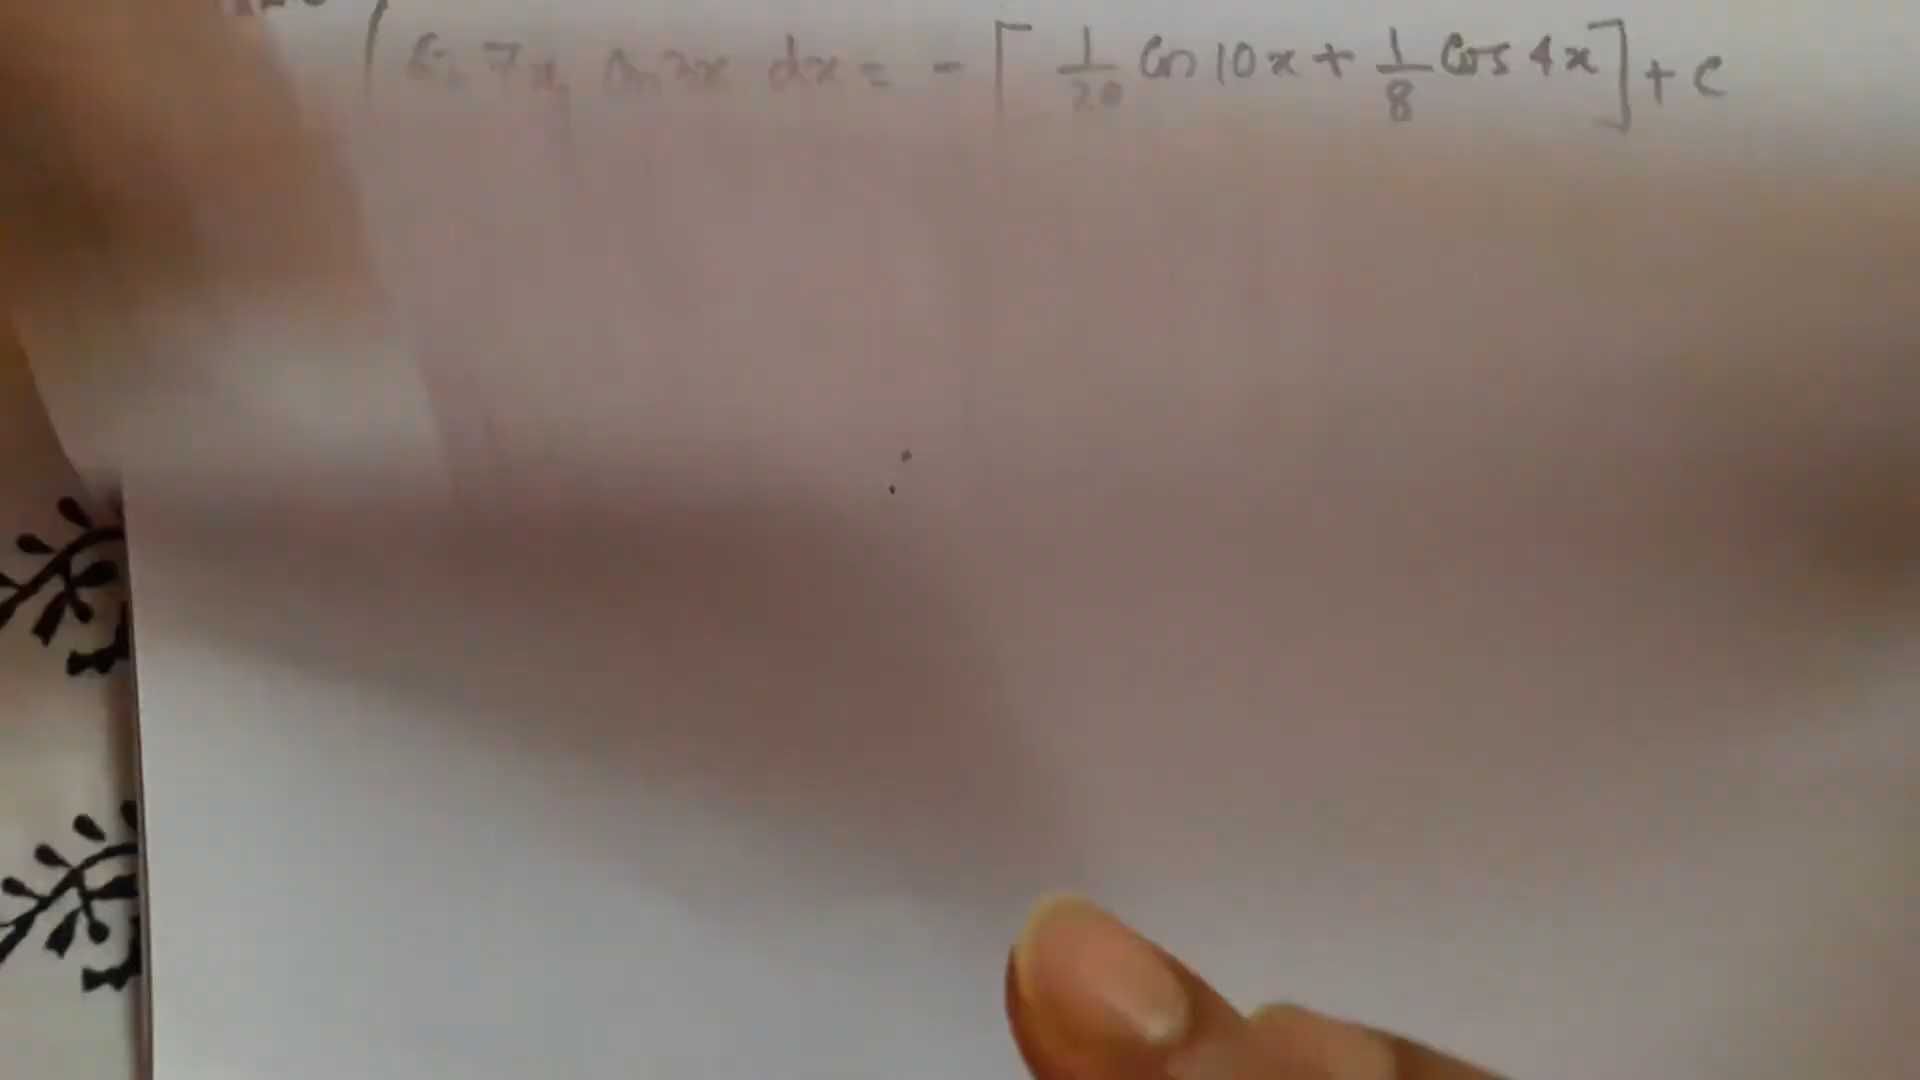 ∫ Sin 7x Cos 3x dx = - [ 1/20 Cos 10x + 1/8 Cos 4x ] + c